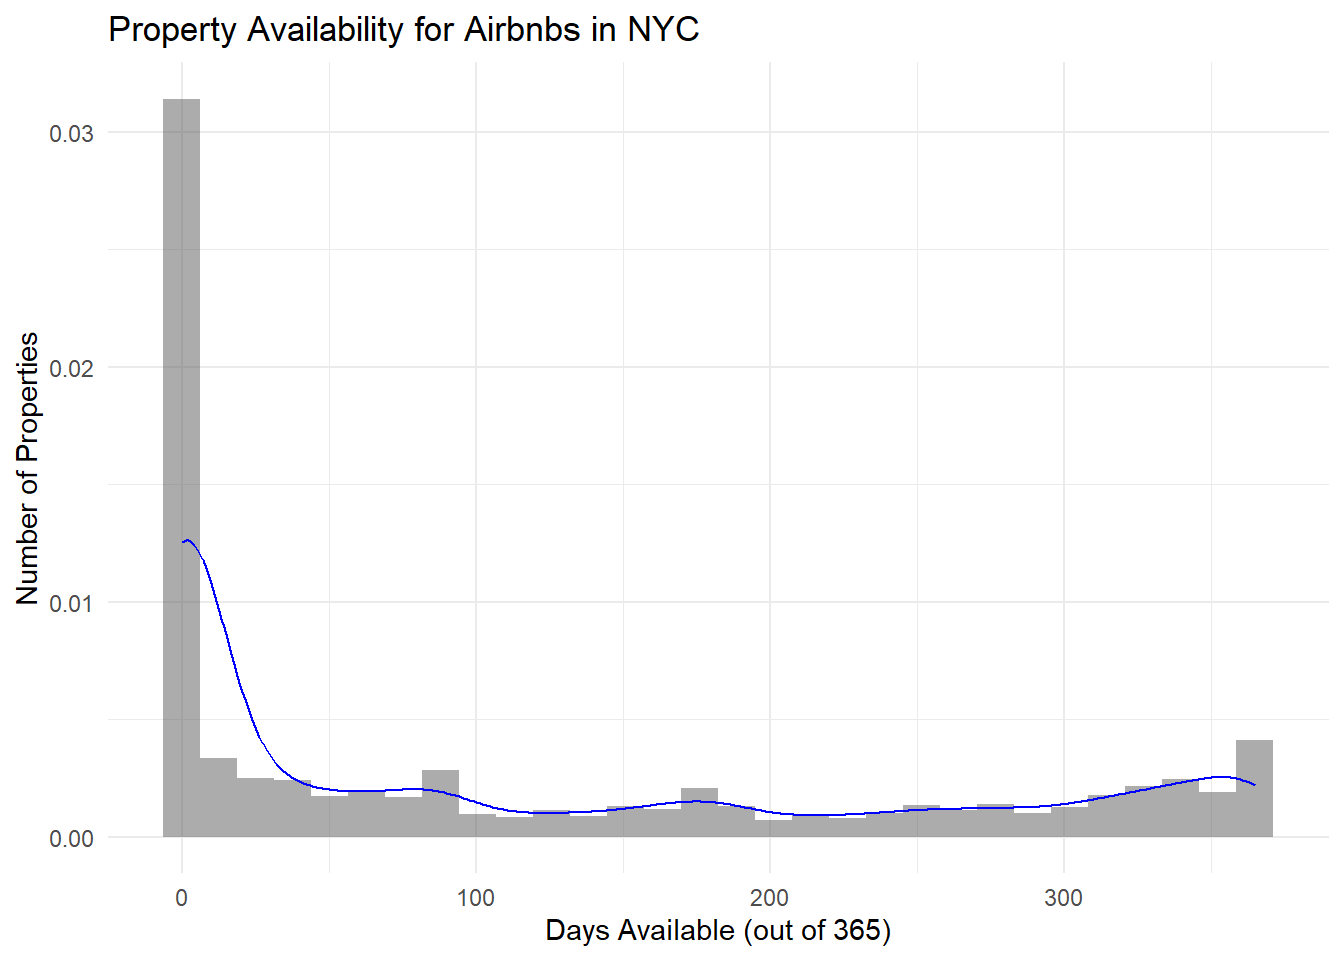 Property Availability for Airbnbs in NYC
Number of Properties
0.03
0.02
0.01
0.00
0 100 200 300
Days Available (out of 365)